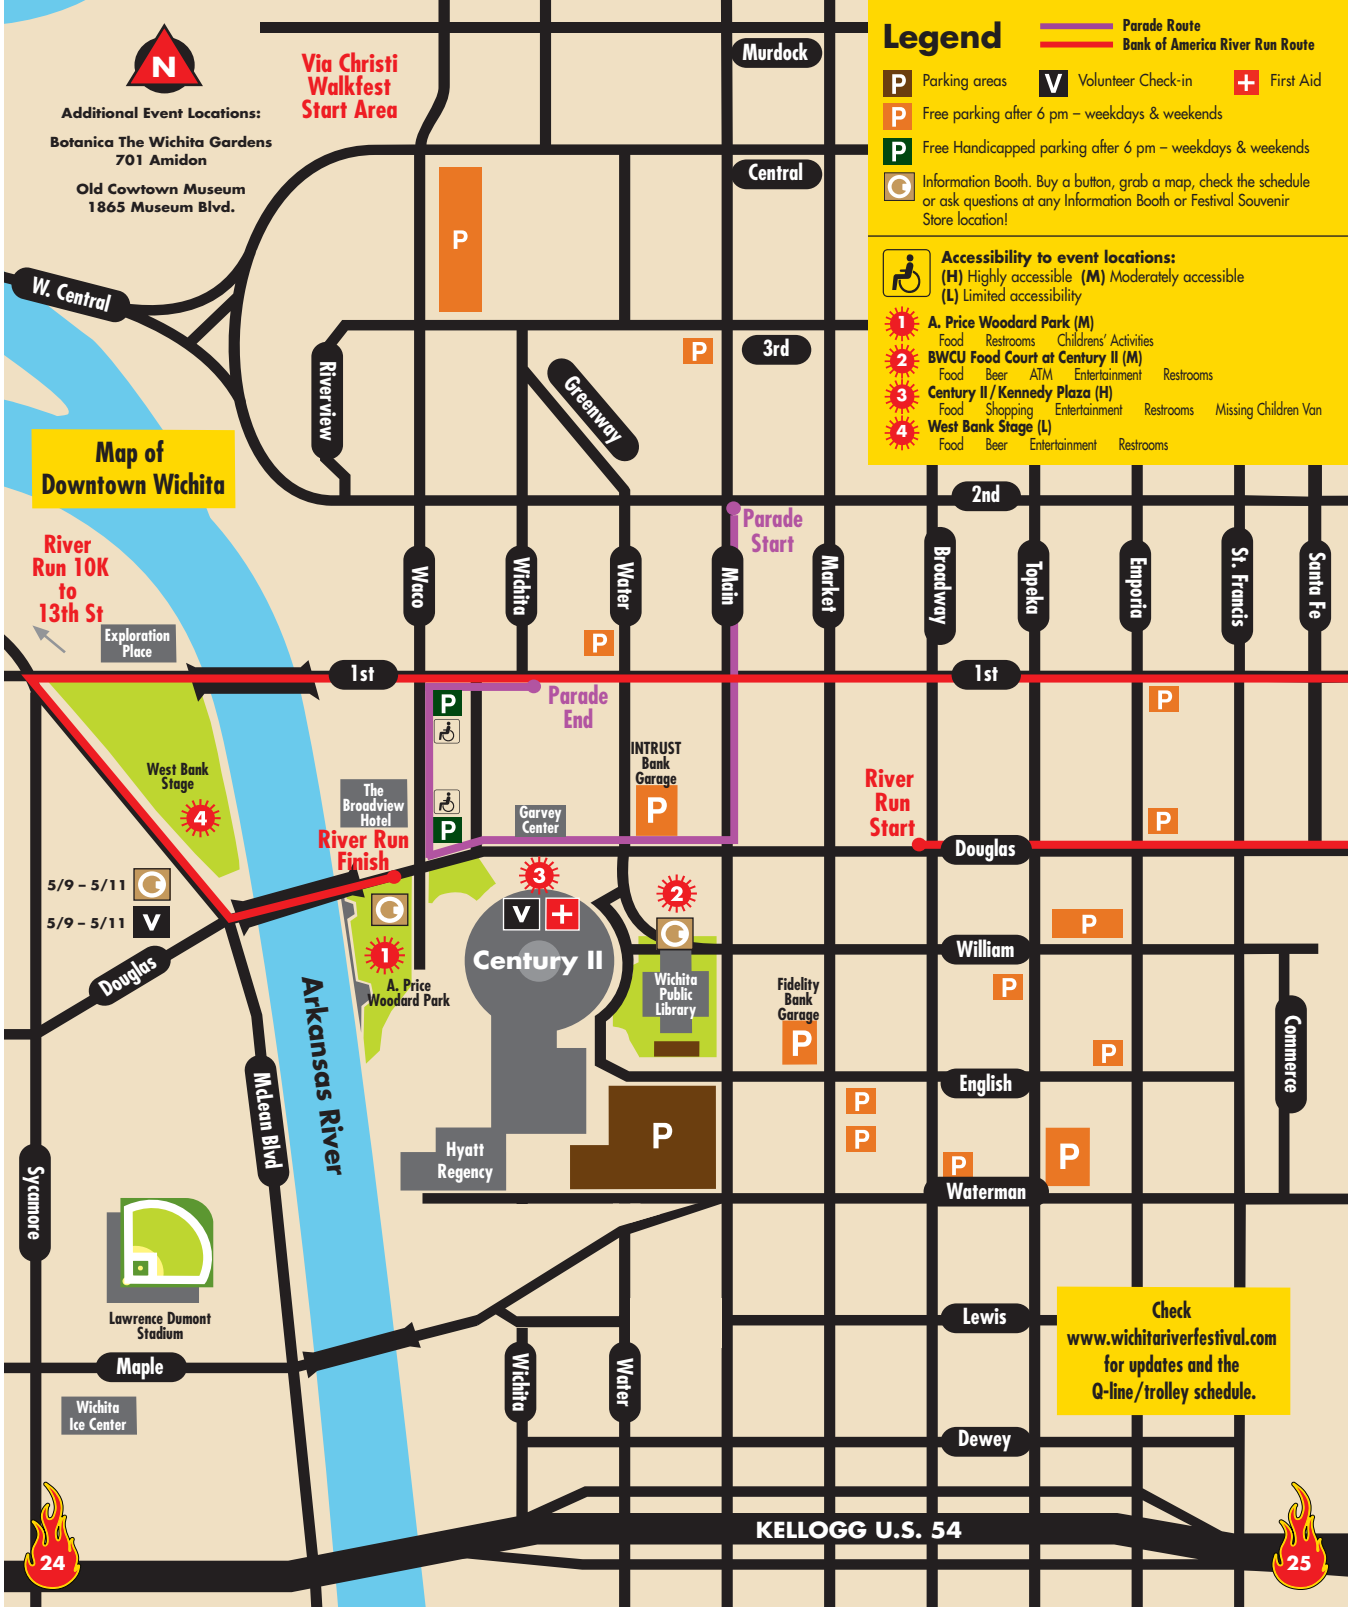 Legend
Parade Route
Bank of America River Run Route
P Parking areas
V Volunteer Check-in
First Aid
P Free parking after 6 pm – weekdays & weekends
P Free Handicapped parking after 6 pm – weekdays & weekends
Information Booth. Buy a button, grab a map, check the schedule
or ask questions at any Information Booth or Festival Souvenir
Store location!
Accessibility to event locations:
(H) Highly accessible (M) Moderately accessible
(L) Limited accessibility
1 A. Price Woodard Park (M)
Food Restrooms Childrens' Activities
2 BWCU Food Court at Century II (M)
Food Beer ATM Entertainment Restrooms
3 Century II / Kennedy Plaza (H)
Food Shopping Entertainment Restrooms Missing Children Van
4 West Bank Stage (L)
Food Beer Entertainment Restrooms
N
Additional Event Locations:
Botanica The Wichita Gardens
701 Amidon
Old Cowtown Museum
1865 Museum Blvd.
Via Christi
Walkfest
Start Area
Murdock
Central
P
W. Central
Riverview
Greenway
P
3rd
Map of
Downtown Wichita
2nd
Parade
Start
River
Run 10K
to
13th St
Exploration
Place
Waco
Wichita
Water
Main
Market
Broadway
Topeka
Emporia
St. Francis
Santa Fe
P
1st
1st
P
Parade
End
P
West Bank
Stage
4
The
Broadview
Hotel
River Run
Finish
P
Garvey
Center
INTRUST
Bank
Garage
P
River
Run
Start
P
Douglas
5/9 – 5/11
5/9 – 5/11 V
Douglas
1
A. Price
Woodard Park
3
V
Century II
2
Wichita
Public
Library
P
William
P
Fidelity
Bank
Garage
P
P
Commerce
English
P
P
P
P
Waterman
P
Hyatt
Regency
Arkansas River
McLean Blvd
Sycamore
Lawrence Dumont
Stadium
Maple
Wichita
Ice Center
Wichita
Water
Lewis
Check
www.wichitariverfestival.com
for updates and the
Q-line/trolley schedule.
Dewey
KELLOGG U.S. 54
24
25